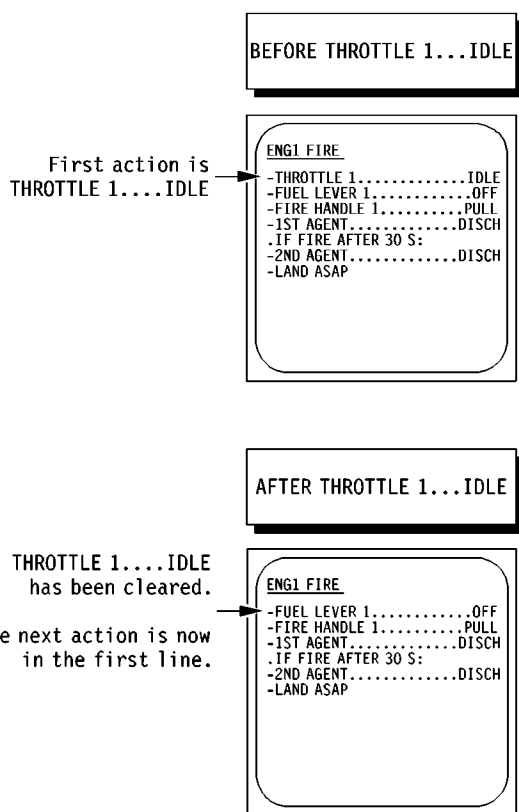 BEFORE THROTTLE 1...IDLE
First action is
THROTTLE 1....IDLE
ENG1 FIRE
-THROTTLE 1.............IDLE
-FUEL LEVER 1............OFF
-FIRE HANDLE 1..........PULL
-1ST AGENT.............DISCH
.IF FIRE AFTER 30 S:
-2ND AGENT.............DISCH
-LAND ASAP
AFTER THROTTLE 1...IDLE
THROTTLE 1....IDLE
has been cleared.
e next action is now
in the first line.
ENG1 FIRE
-FUEL LEVER 1............OFF
-FIRE HANDLE 1..........PULL
-1ST AGENT.............DISCH
.IF FIRE AFTER 30 S:
-2ND AGENT.............DISCH
-LAND ASAP